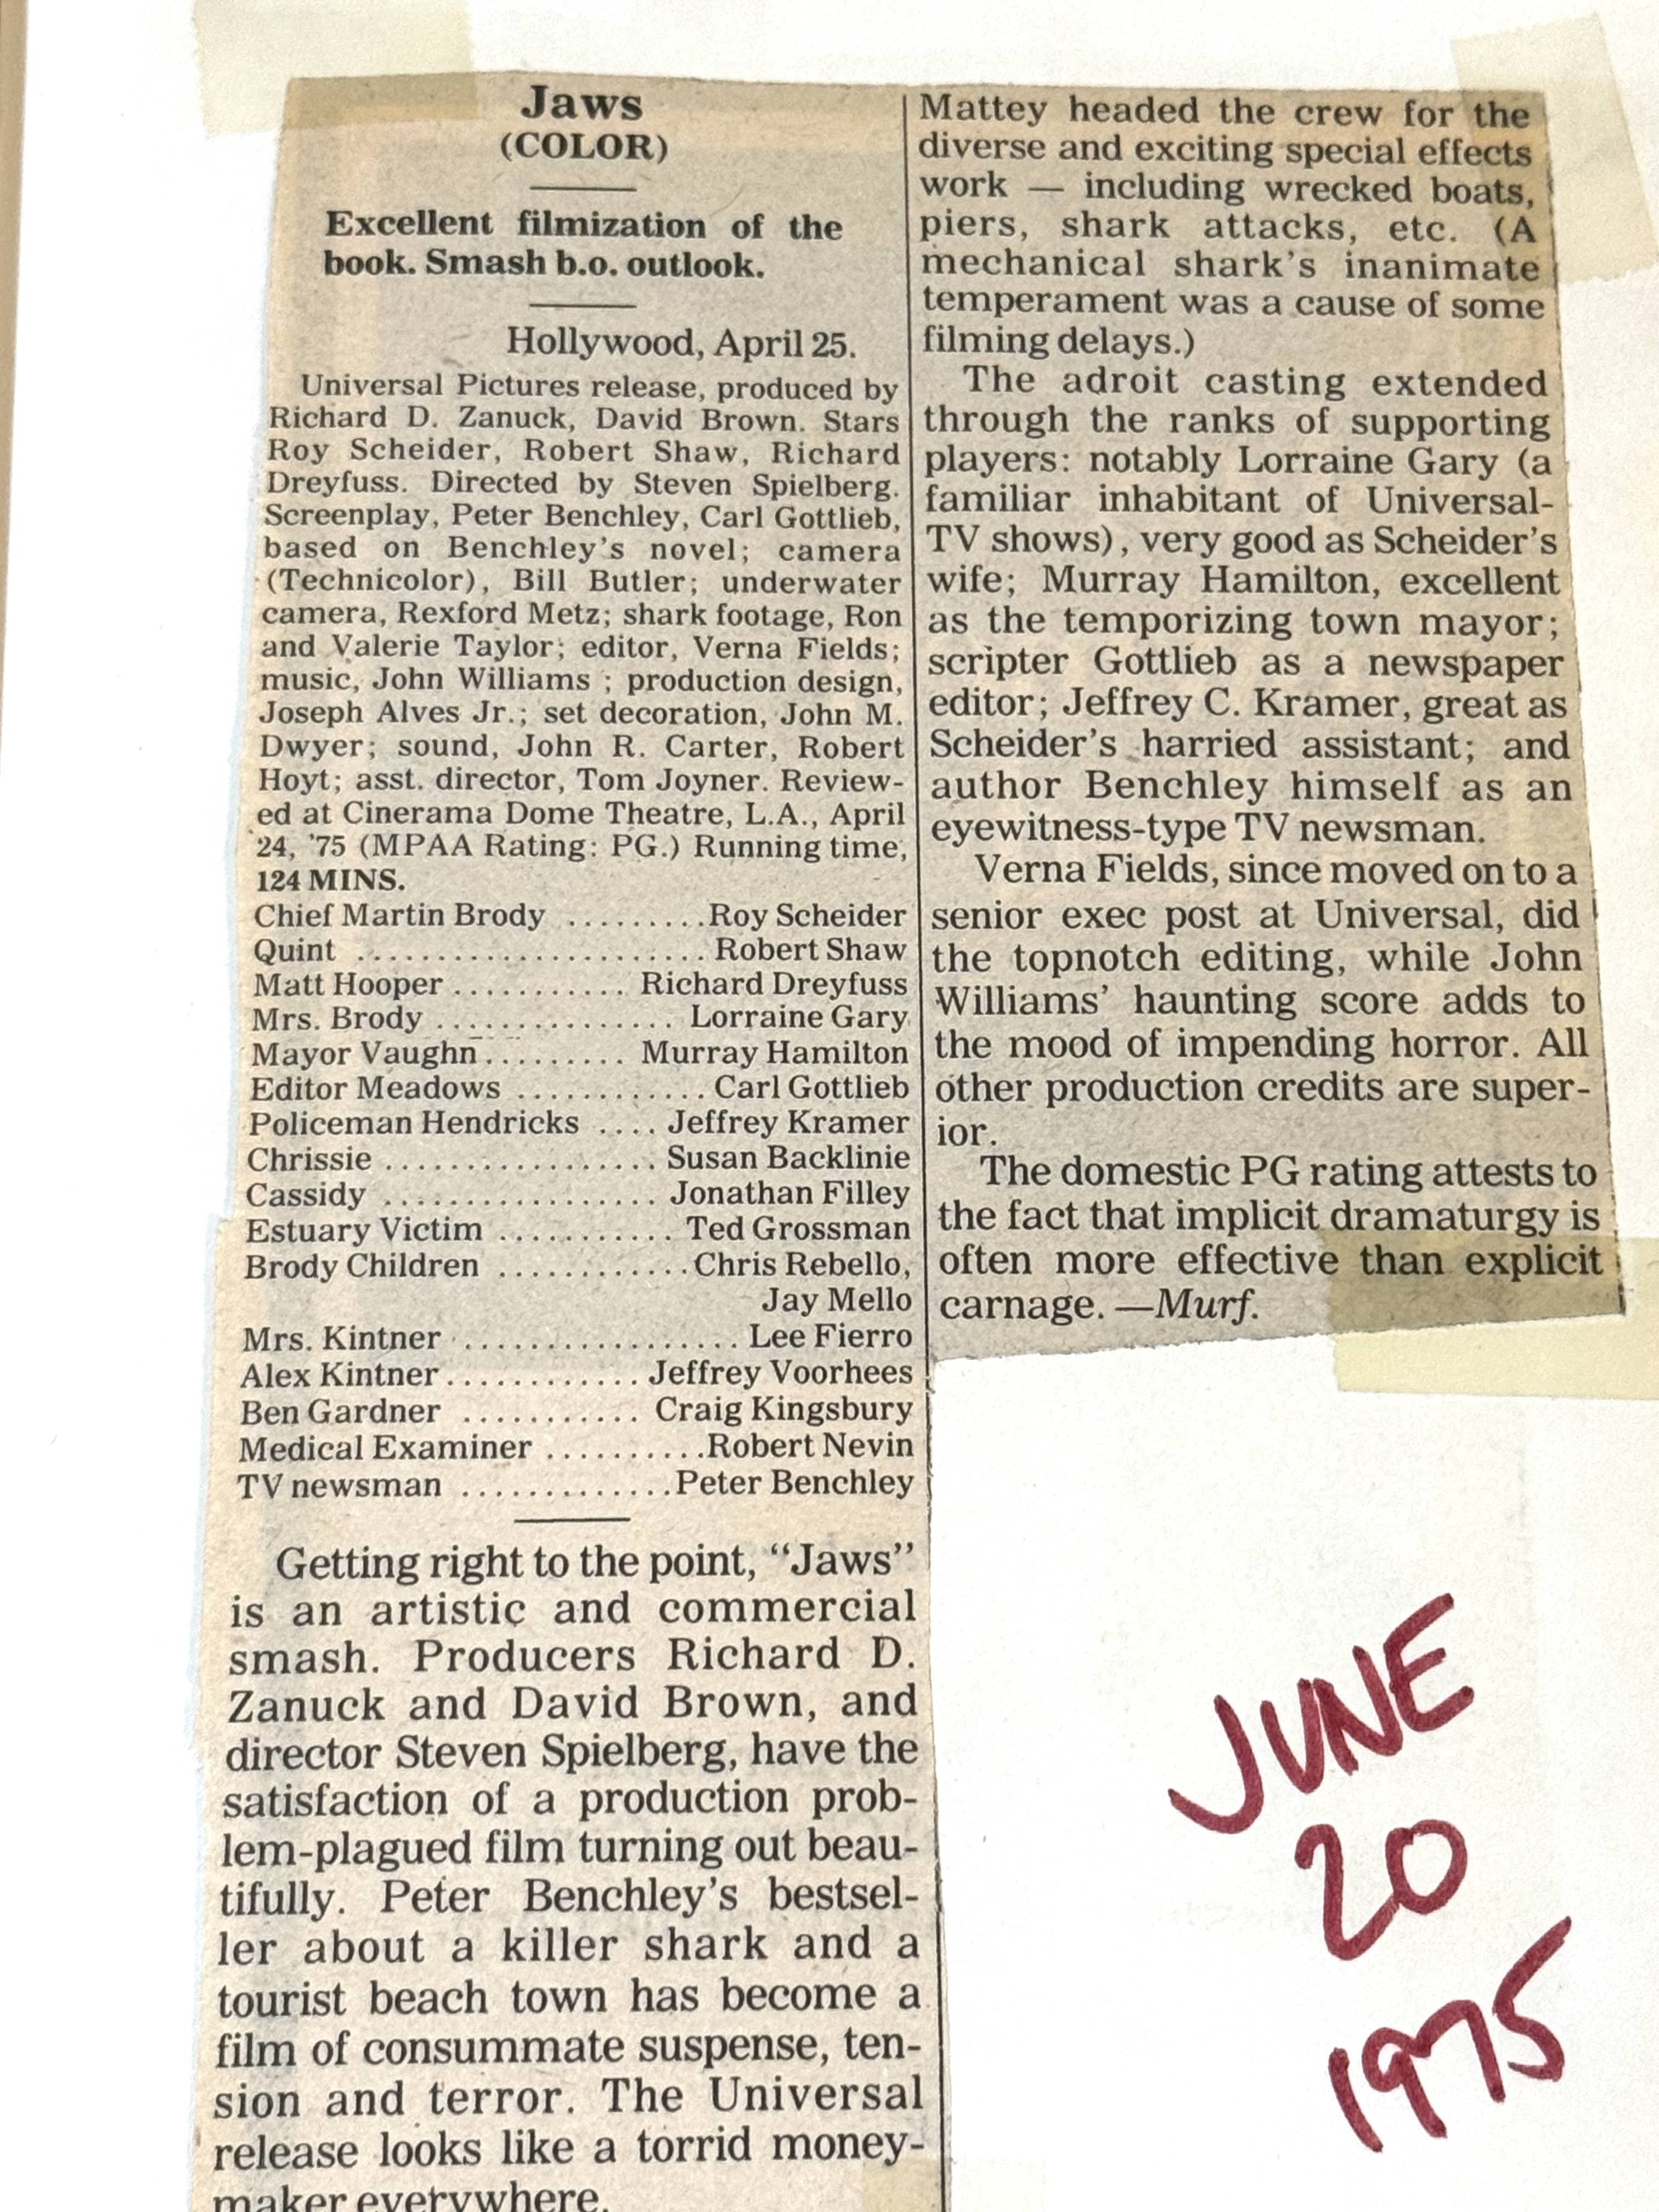 Jaws
(COLOR)
Excellent filmization of the
book. Smash b.o. outlook.
Hollywood, April 25.
Universal Pictures release, produced by
Richard D. Zanuck, David Brown. Stars
Roy Scheider, Robert Shaw, Richard
Dreyfuss. Directed by Steven Spielberg.
Screenplay, Peter Benchley, Carl Gottlieb,
based on Benchley's novel; camera
(Technicolor), Bill Butler; underwater
camera, Rexford Metz; shark footage, Ron
and Valerie Taylor; editor, Verna Fields;
music, John Williams ; production design,
Joseph Alves Jr.; set decoration, John M.
Dwyer; sound, John R. Carter, Robert
Hoyt; asst. director, Tom Joyner. Review-
ed at Cinerama Dome Theatre, L.A., April
24, '75 (MPAA Rating: PG.) Running time,
124 MINS.
Chief Martin Brody .........Roy Scheider
Quint ...................... Robert Shaw
Matt Hooper ........... Richard Dreyfuss
Mrs. Brody ............... Lorraine Gary
Mayor Vaughn ......... Murray Hamilton
Editor Meadows ............ Carl Gottlieb
Policeman Hendricks .... Jeffrey Kramer
Chrissie ................. Susan Backlinie
Cassidy ................. Jonathan Filley
Estuary Victim ........... Ted Grossman
Brody Children ............Chris Rebello,
Jay Mello
Mrs. Kintner ................. Lee Fierro
Alex Kintner ............ Jeffrey Voorhees
Ben Gardner ........... Craig Kingsbury
Medical Examiner ..........Robert Nevin
TV newsman .............Peter Benchley
Getting right to the point, “Jaws”
is an artistic and commercial
smash. Producers Richard D.
Zanuck and David Brown, and
director Steven Spielberg, have the
satisfaction of a production prob-
lem-plagued film turning out beau-
tifully. Peter Benchley's bestsel-
ler about a killer shark and a
tourist beach town has become a
film of consummate suspense, ten-
sion and terror. The Universal
release looks like a torrid money-
maker everywhere.
Mattey headed the crew for the
diverse and exciting special effects
work — including wrecked boats,
piers, shark attacks, etc. (A
mechanical shark's inanimate
temperament was a cause of some
filming delays.)
The adroit casting extended
through the ranks of supporting
players: notably Lorraine Gary (a
familiar inhabitant of Universal-
TV shows), very good as Scheider's
wife; Murray Hamilton, excellent
as the temporizing town mayor;
scripter Gottlieb as a newspaper
editor; Jeffrey C. Kramer, great as
Scheider's harried assistant; and
author Benchley himself as an
eyewitness-type TV newsman.
Verna Fields, since moved on to a
senior exec post at Universal, did
the topnotch editing, while John
Williams' haunting score adds to
the mood of impending horror. All
other production credits are super-
ior.
The domestic PG rating attests to
the fact that implicit dramaturgy is
often more effective than explicit
carnage. —Murf.
JUNE
20
1975